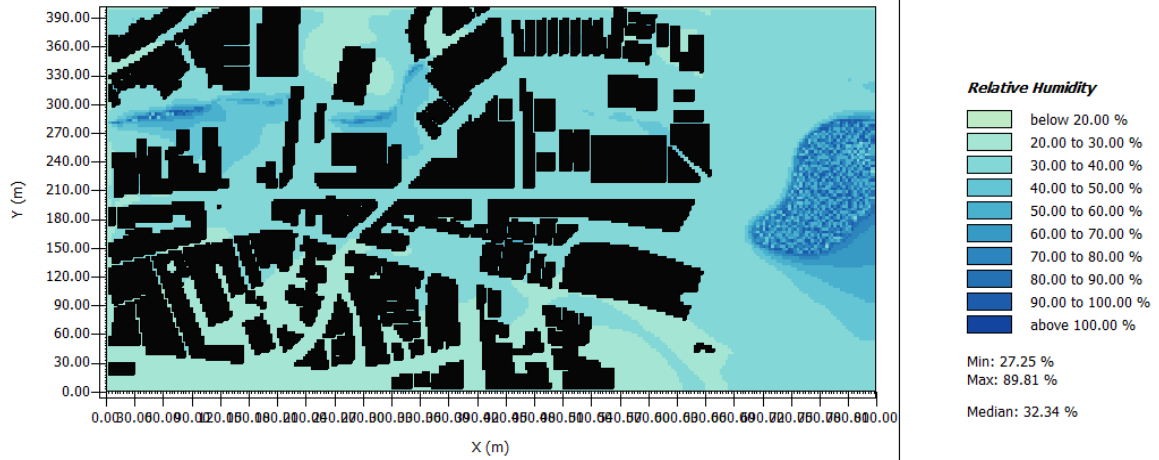 390.00
360.00
330.00
300.00
270.00
240.00
210.00
180.00
150.00
120.00
90.00
60.00
30.00
0.00
Y (m)
X (m)
Relative Humidity
below 20.00 %
20.00 to 30.00 %
30.00 to 40.00 %
40.00 to 50.00 %
50.00 to 60.00 %
60.00 to 70.00 %
70.00 to 80.00 %
80.00 to 90.00 %
90.00 to 100.00 %
above 100.00 %
Min: 27.25 %
Max: 89.81 %
Median: 32.34 %